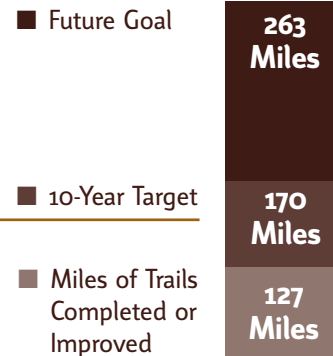 Future Goal
263
Miles
10-Year Target
170
Miles
Miles of Trails
Completed or
Improved
127
Miles